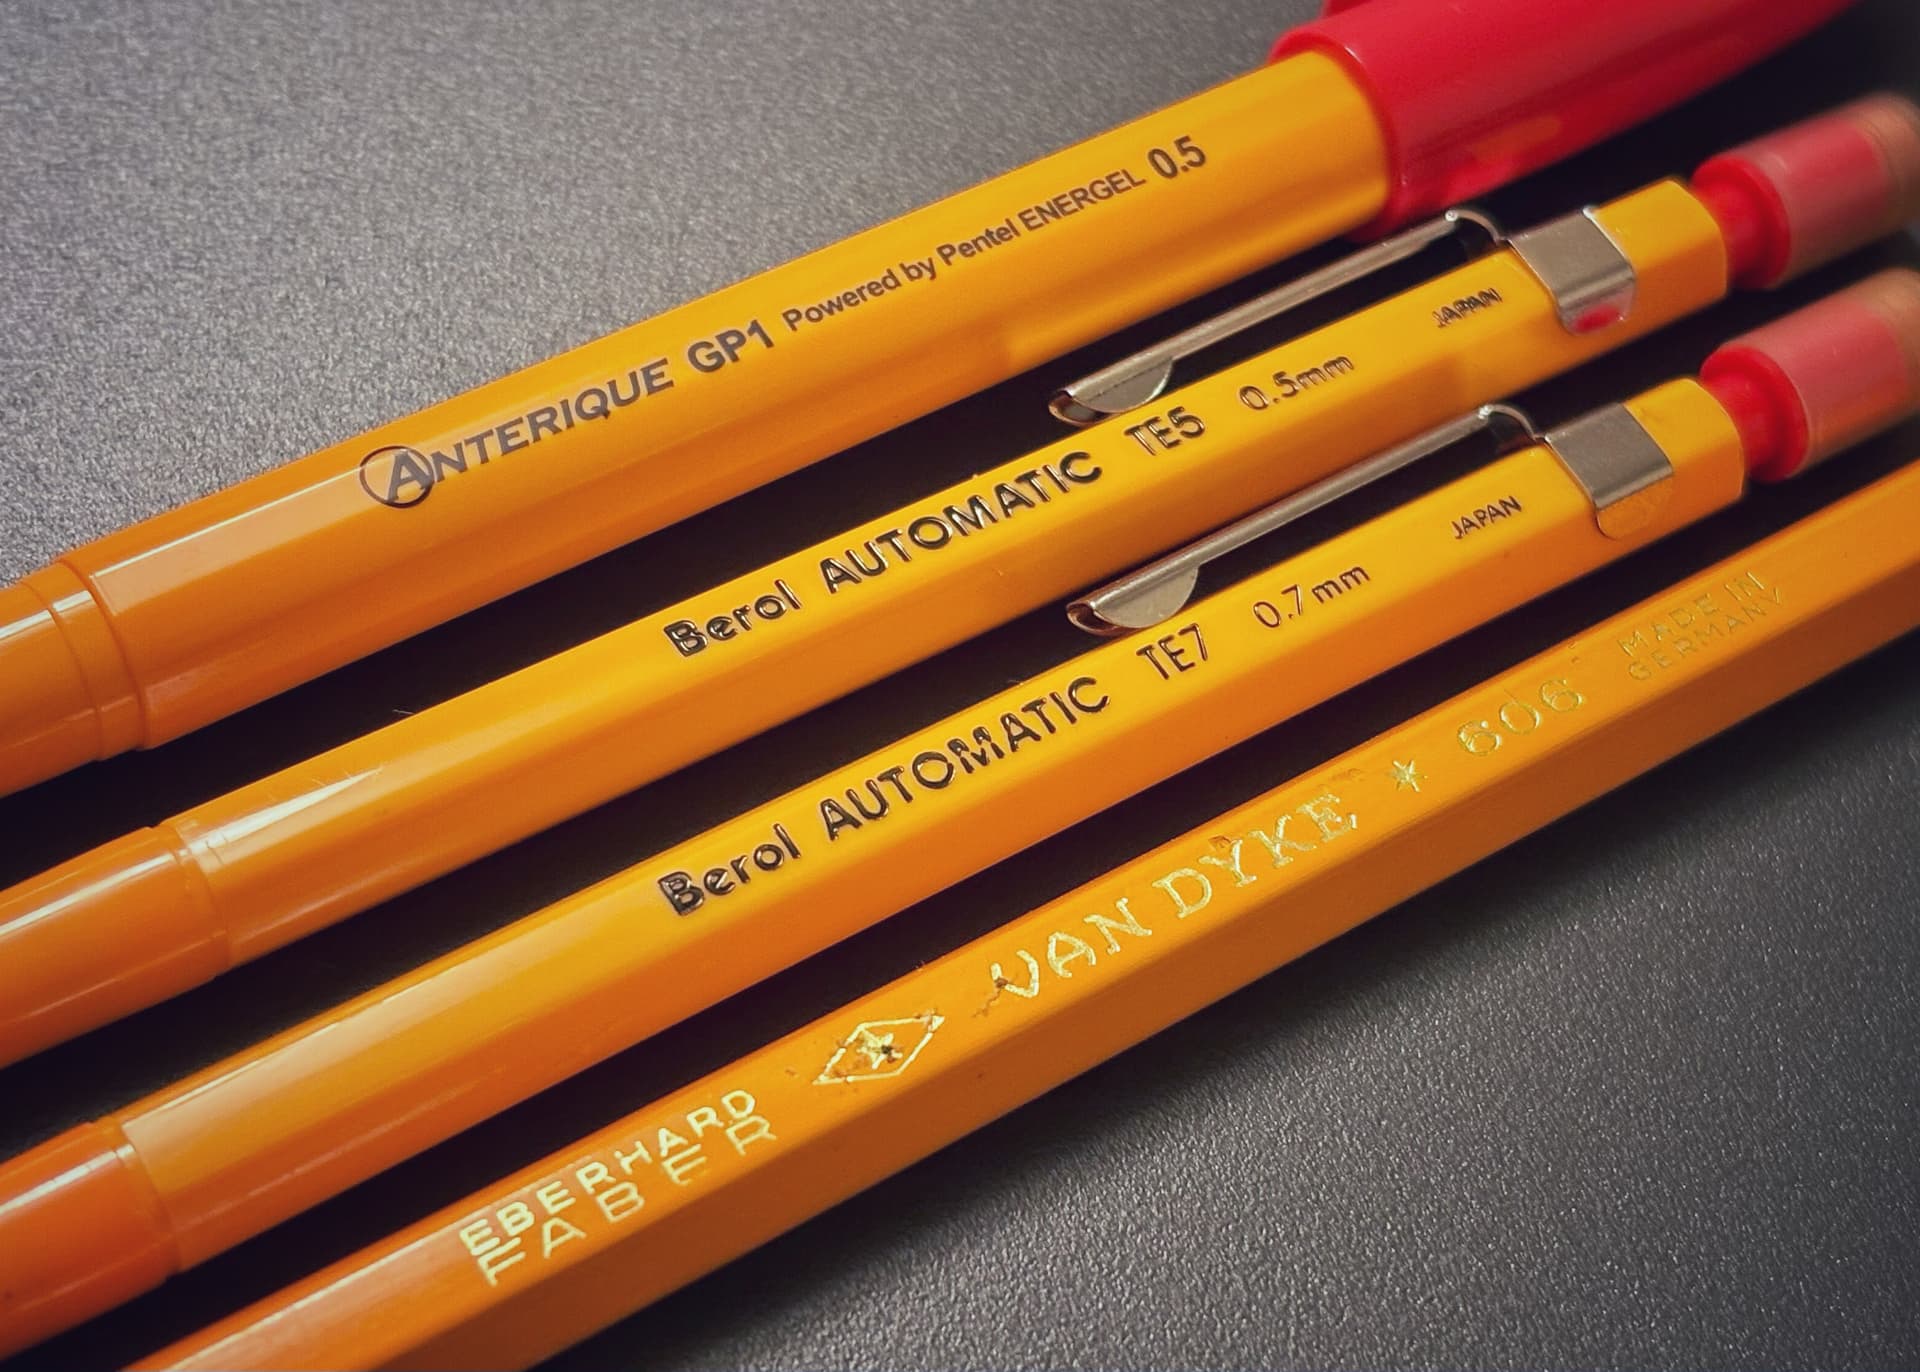 ANTERIQUE GP1 Powered by Pentel ENERGEL 0.5
Berol AUTOMATIC TE5 0.5mm JAPAN
Berol AUTOMATIC TE7 0.7mm JAPAN
EBERHARD
FABER
VAN DYKE * 606
MADE IN
GERMANY